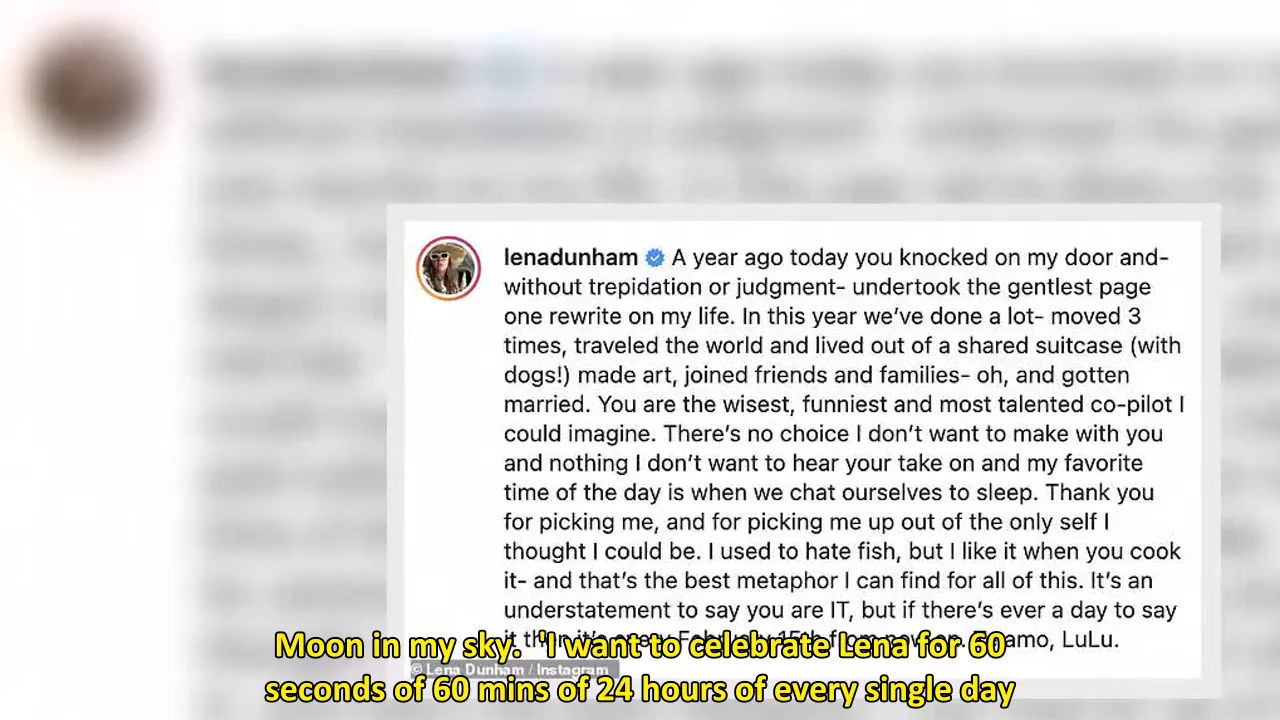 lenadunham A year ago today you knocked on my door and-
without trepidation or judgment- undertook the gentlest page
one rewrite on my life. In this year we've done a lot- moved 3
times, traveled the world and lived out of a shared suitcase (with
dogs!) made art, joined friends and families- oh, and gotten
married. You are the wisest, funniest and most talented co-pilot I
could imagine. There's no choice I don't want to make with you
and nothing I don't want to hear your take on and my favorite
time of the day is when we chat ourselves to sleep. Thank you
for picking me, and for picking me up out of the only self I
thought I could be. I used to hate fish, but I like it when you cook
it- and that's the best metaphor I can find for all of this. It's an
understatement to say you are IT, but if there's ever a day to say
February 15th LuLu.
Moon in my sky. 'I want to celebrate Lena for 60
© Lena Dunham / Instagram
seconds of 60 mins of 24 hours of every single day